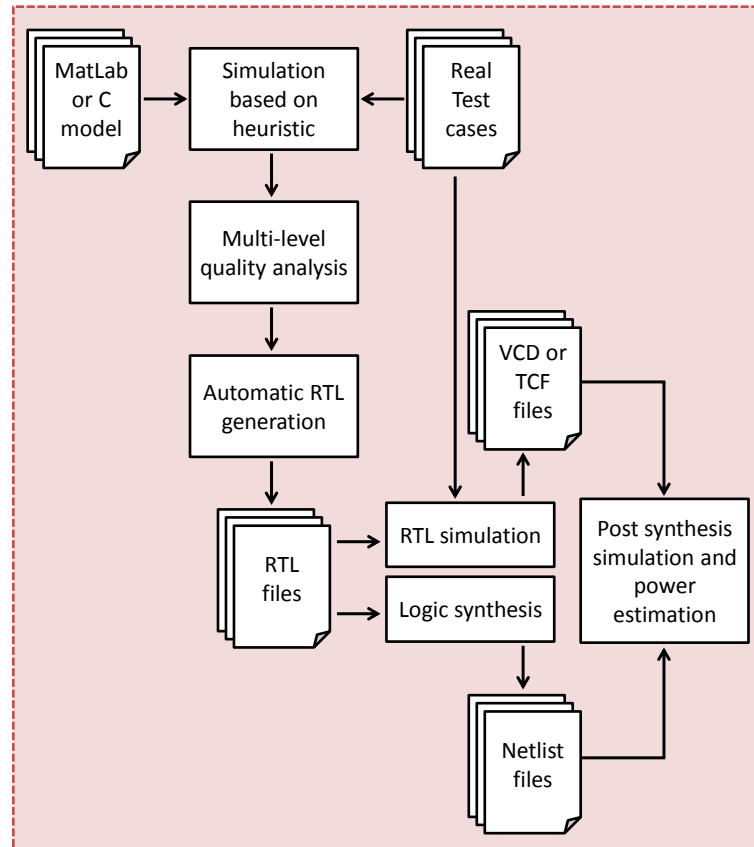 MatLab
or C
model
Simulation
based on
heuristic
Real
Test
cases
Multi-level
quality analysis
Automatic RTL
generation
VCD or
TCF
files
RTL
files
RTL simulation
Logic synthesis
Post synthesis
simulation and
power
estimation
Netlist
files